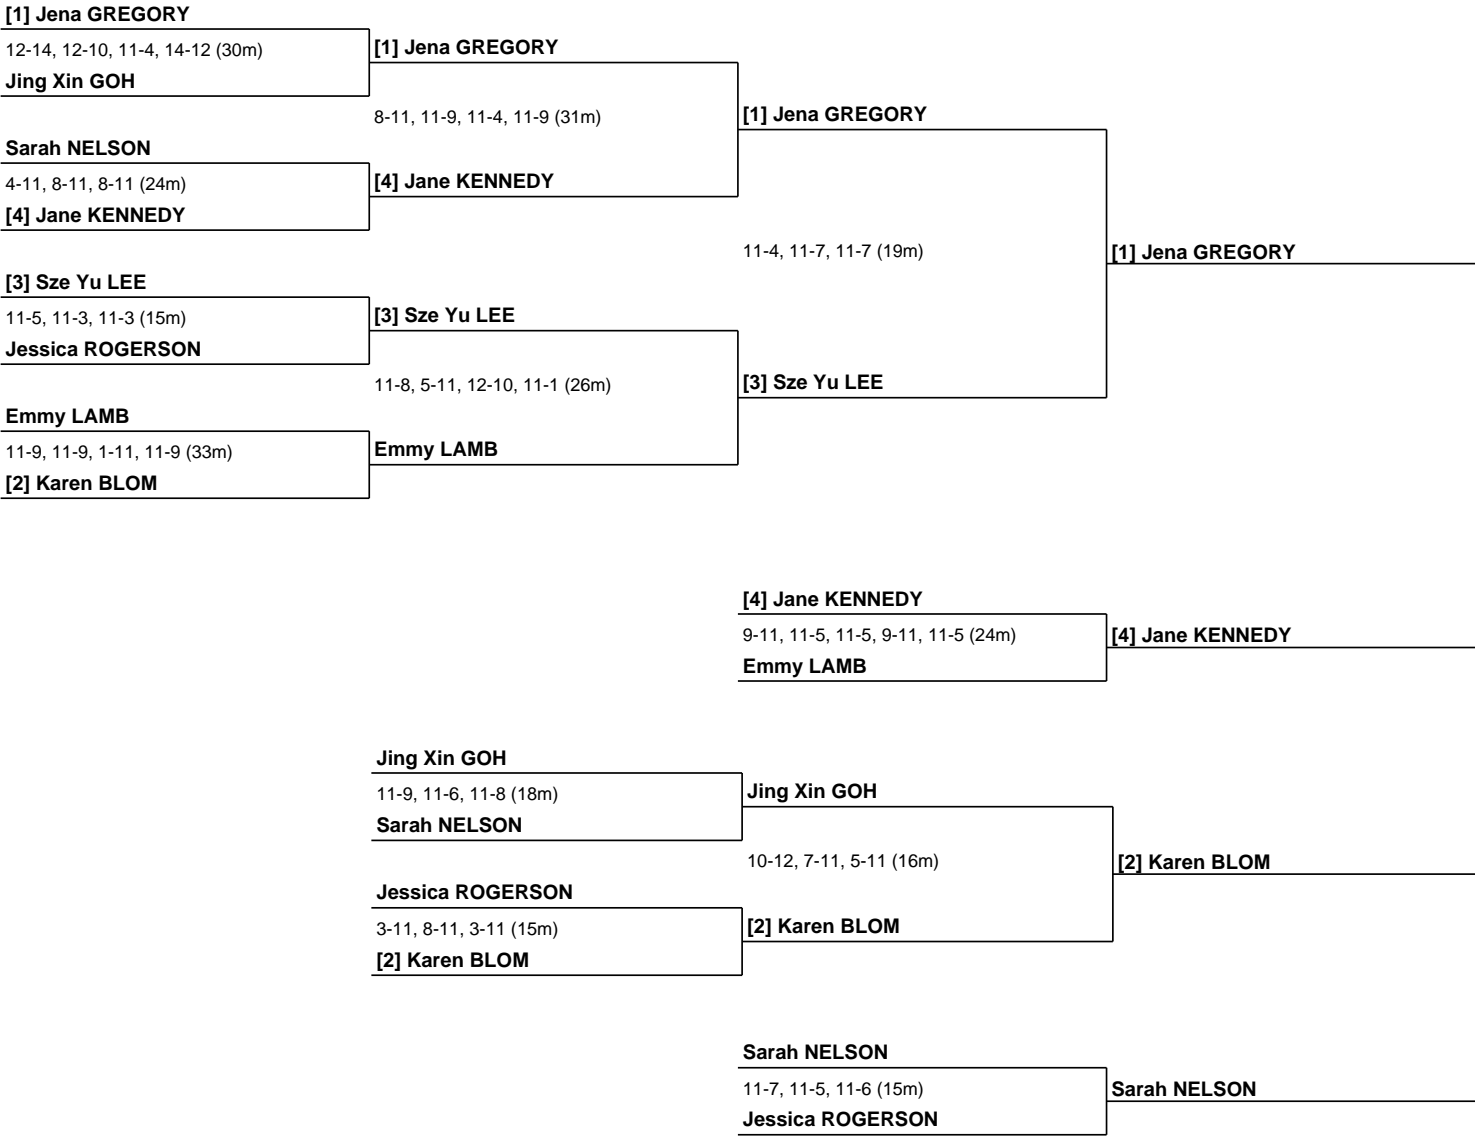 [1] Jena GREGORY
12-14, 12-10, 11-4, 14-12 (30m)
[1] Jena GREGORY
Jing Xin GOH
8-11, 11-9, 11-4, 11-9 (31m)
[1] Jena GREGORY
Sarah NELSON
4-11, 8-11, 8-11 (24m)
[4] Jane KENNEDY
[4] Jane KENNEDY
11-4, 11-7, 11-7 (19m)
[1] Jena GREGORY
[3] Sze Yu LEE
11-5, 11-3, 11-3 (15m)
[3] Sze Yu LEE
Jessica ROGERSON
11-8, 5-11, 12-10, 11-1 (26m)
[3] Sze Yu LEE
Emmy LAMB
11-9, 11-9, 1-11, 11-9 (33m)
Emmy LAMB
[2] Karen BLOM
[4] Jane KENNEDY
9-11, 11-5, 11-5, 9-11, 11-5 (24m)
[4] Jane KENNEDY
Emmy LAMB
Jing Xin GOH
11-9, 11-6, 11-8 (18m)
Jing Xin GOH
Sarah NELSON
10-12, 7-11, 5-11 (16m)
[2] Karen BLOM
Jessica ROGERSON
3-11, 8-11, 3-11 (15m)
[2] Karen BLOM
[2] Karen BLOM
Sarah NELSON
11-7, 11-5, 11-6 (15m)
Sarah NELSON
Jessica ROGERSON